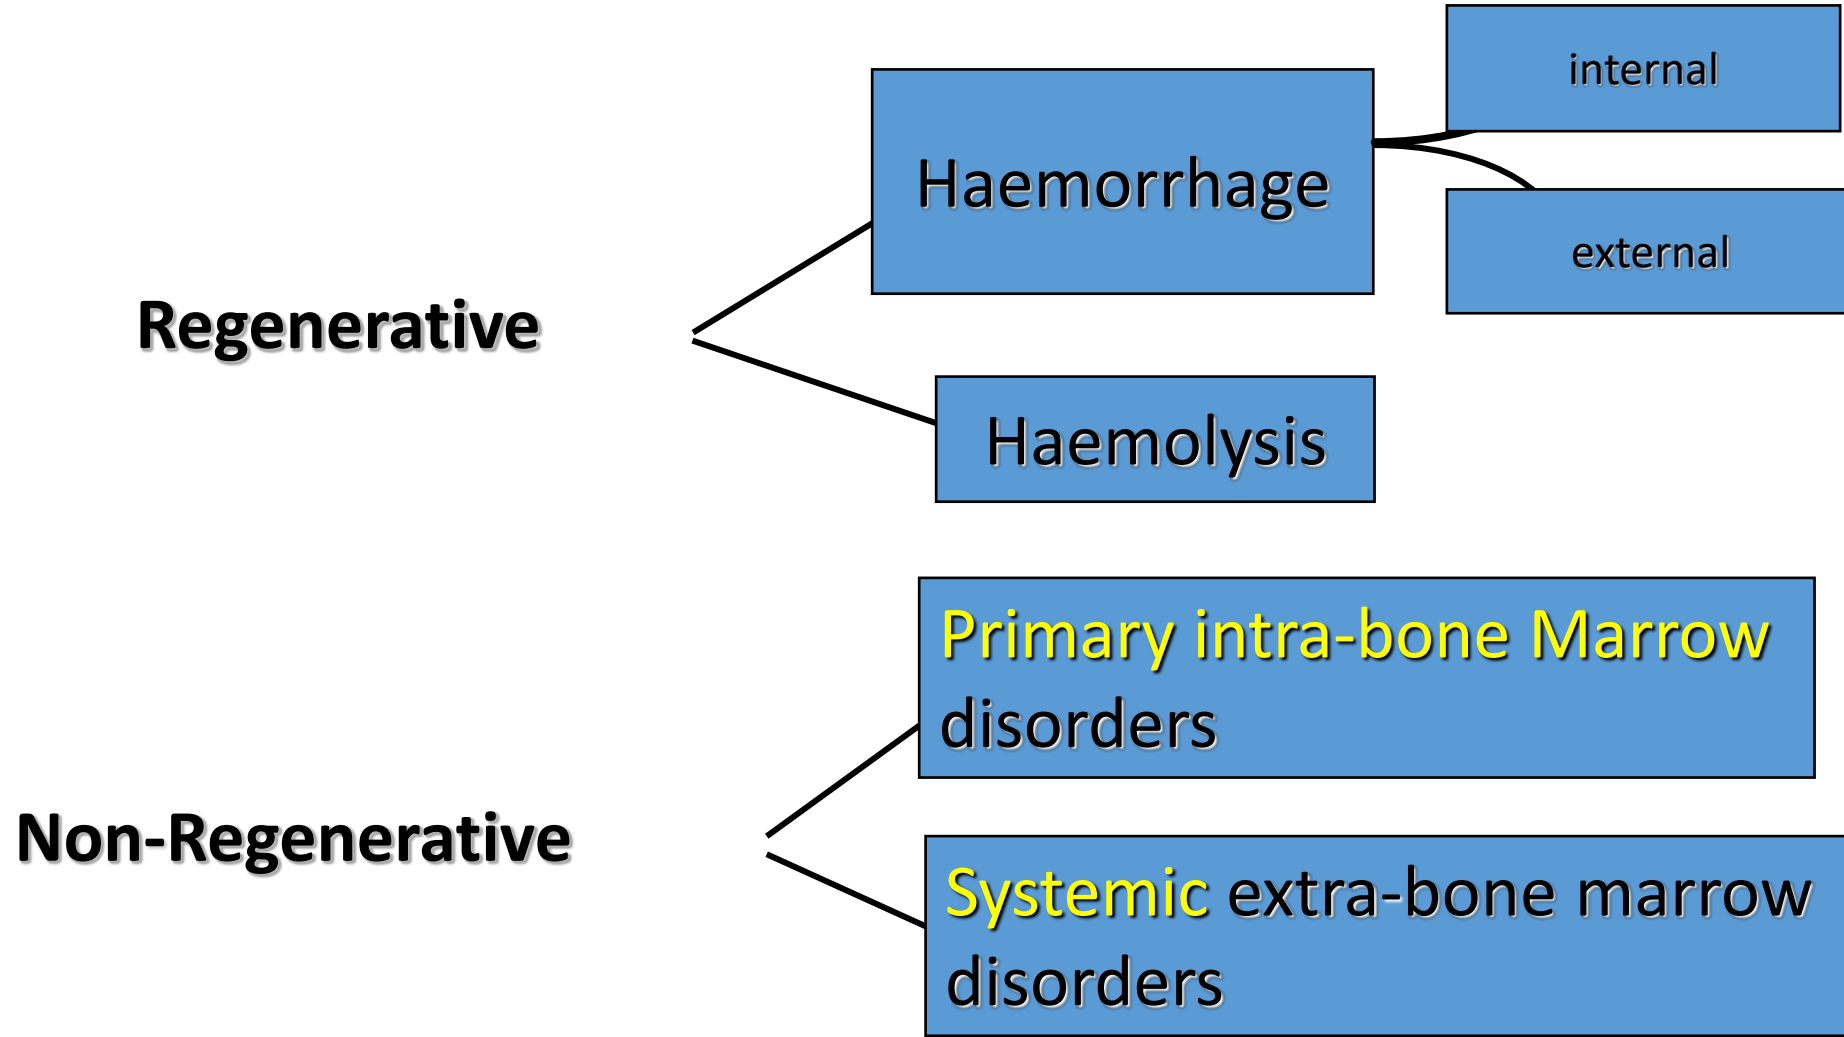 Regenerative
Haemorrhage
internal
external
Haemolysis
Non-Regenerative
Primary intra-bone Marrow
disorders
Systemic extra-bone marrow
disorders